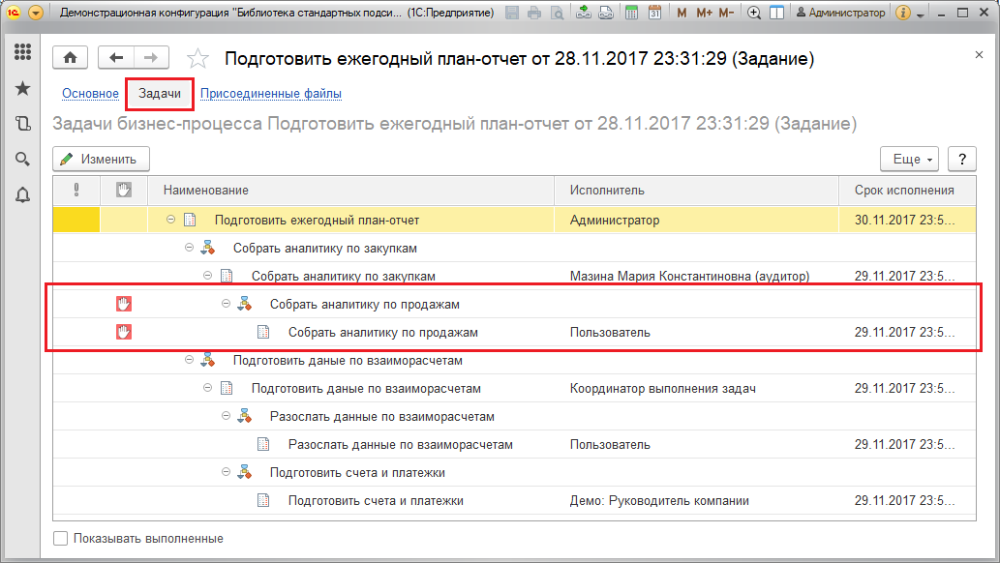 Демонстрационная конфигурация "Библиотека стандартных подси... (1С:Предприятие)
31
M M+ M-
Администратор
Подготовить ежегодный план-отчет от 28.11.2017 23:31:29 (Задание)
Основное Задачи Присоединенные файлы
Задачи бизнес-процесса Подготовить ежегодный план-отчет от 28.11.2017 23:31:29 (Задание)
Изменить Еще ?
Наименование Исполнитель Срок исполнения
Подготовить ежегодный план-отчет Администратор 30.11.2017 23:5...
Собрать аналитику по закупкам
Собрать аналитику по закупкам Мазина Мария Константиновна (аудитор) 29.11.2017 23:5...
Собрать аналитику по продажам
Собрать аналитику по продажам Пользователь 29.11.2017 23:5...
Подготовить даные по взаиморасчетам
Подготовить даные по взаиморасчетам Координатор выполнения задач 29.11.2017 23:5...
Разослать данные по взаиморасчетам
Разослать данные по взаиморасчетам Пользователь 29.11.2017 23:5...
Подготовить счета и платежки
Подготовить счета и платежки Демо: Руководитель компании 29.11.2017 23:5...
Показывать выполненные